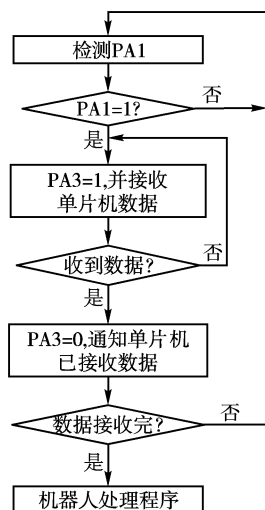 检测PA1
PA1=1?
否
是
PA3=1,并接收
单片机数据
收到数据?
否
是
PA3=0,通知单片机
已接收数据
数据接收完?
否
是
机器人处理程序